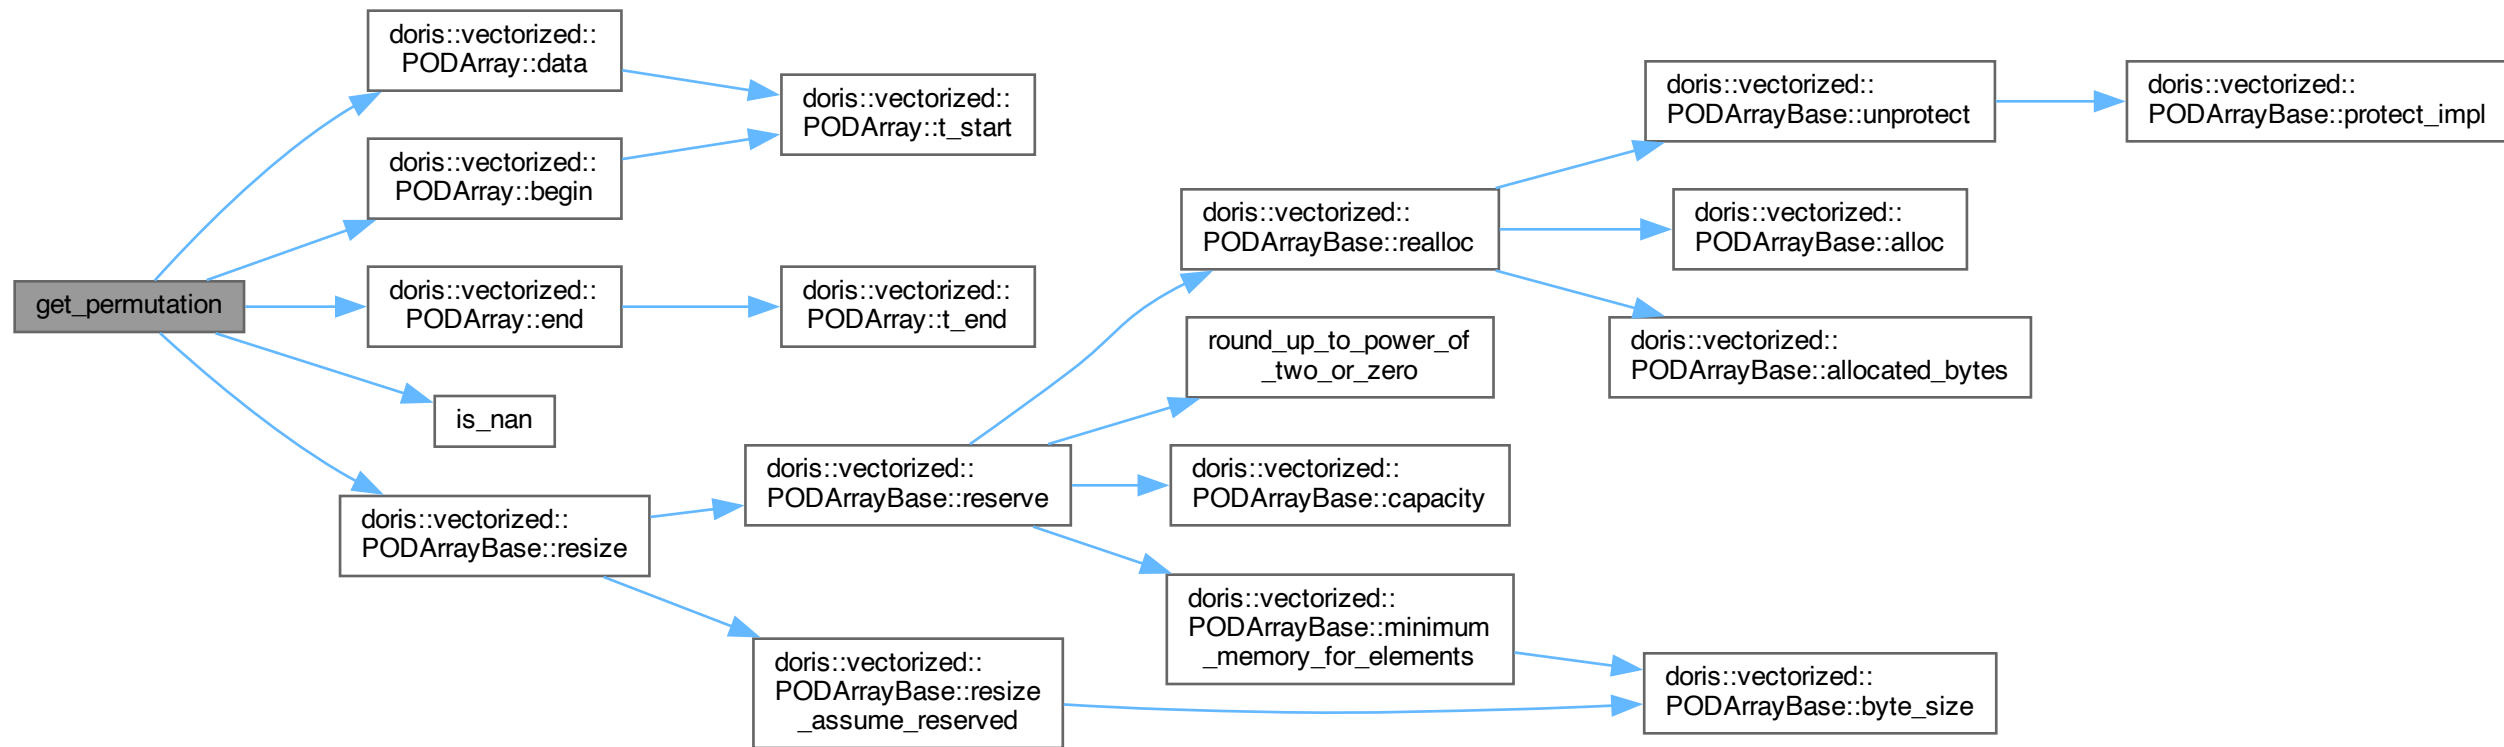 get_permutation
doris::vectorized::
PODArray::data
doris::vectorized::
PODArray::begin
doris::vectorized::
PODArray::end
is_nan
doris::vectorized::
PODArrayBase::resize
doris::vectorized::
PODArray::t_start
doris::vectorized::
PODArray::t_end
doris::vectorized::
PODArrayBase::reserve
doris::vectorized::
PODArrayBase::resize
_assume_reserved
doris::vectorized::
PODArrayBase::realloc
round_up_to_power_of
_two_or_zero
doris::vectorized::
PODArrayBase::capacity
doris::vectorized::
PODArrayBase::minimum
_memory_for_elements
doris::vectorized::
PODArrayBase::unprotect
doris::vectorized::
PODArrayBase::alloc
doris::vectorized::
PODArrayBase::allocated_bytes
doris::vectorized::
PODArrayBase::byte_size
doris::vectorized::
PODArrayBase::protect_impl